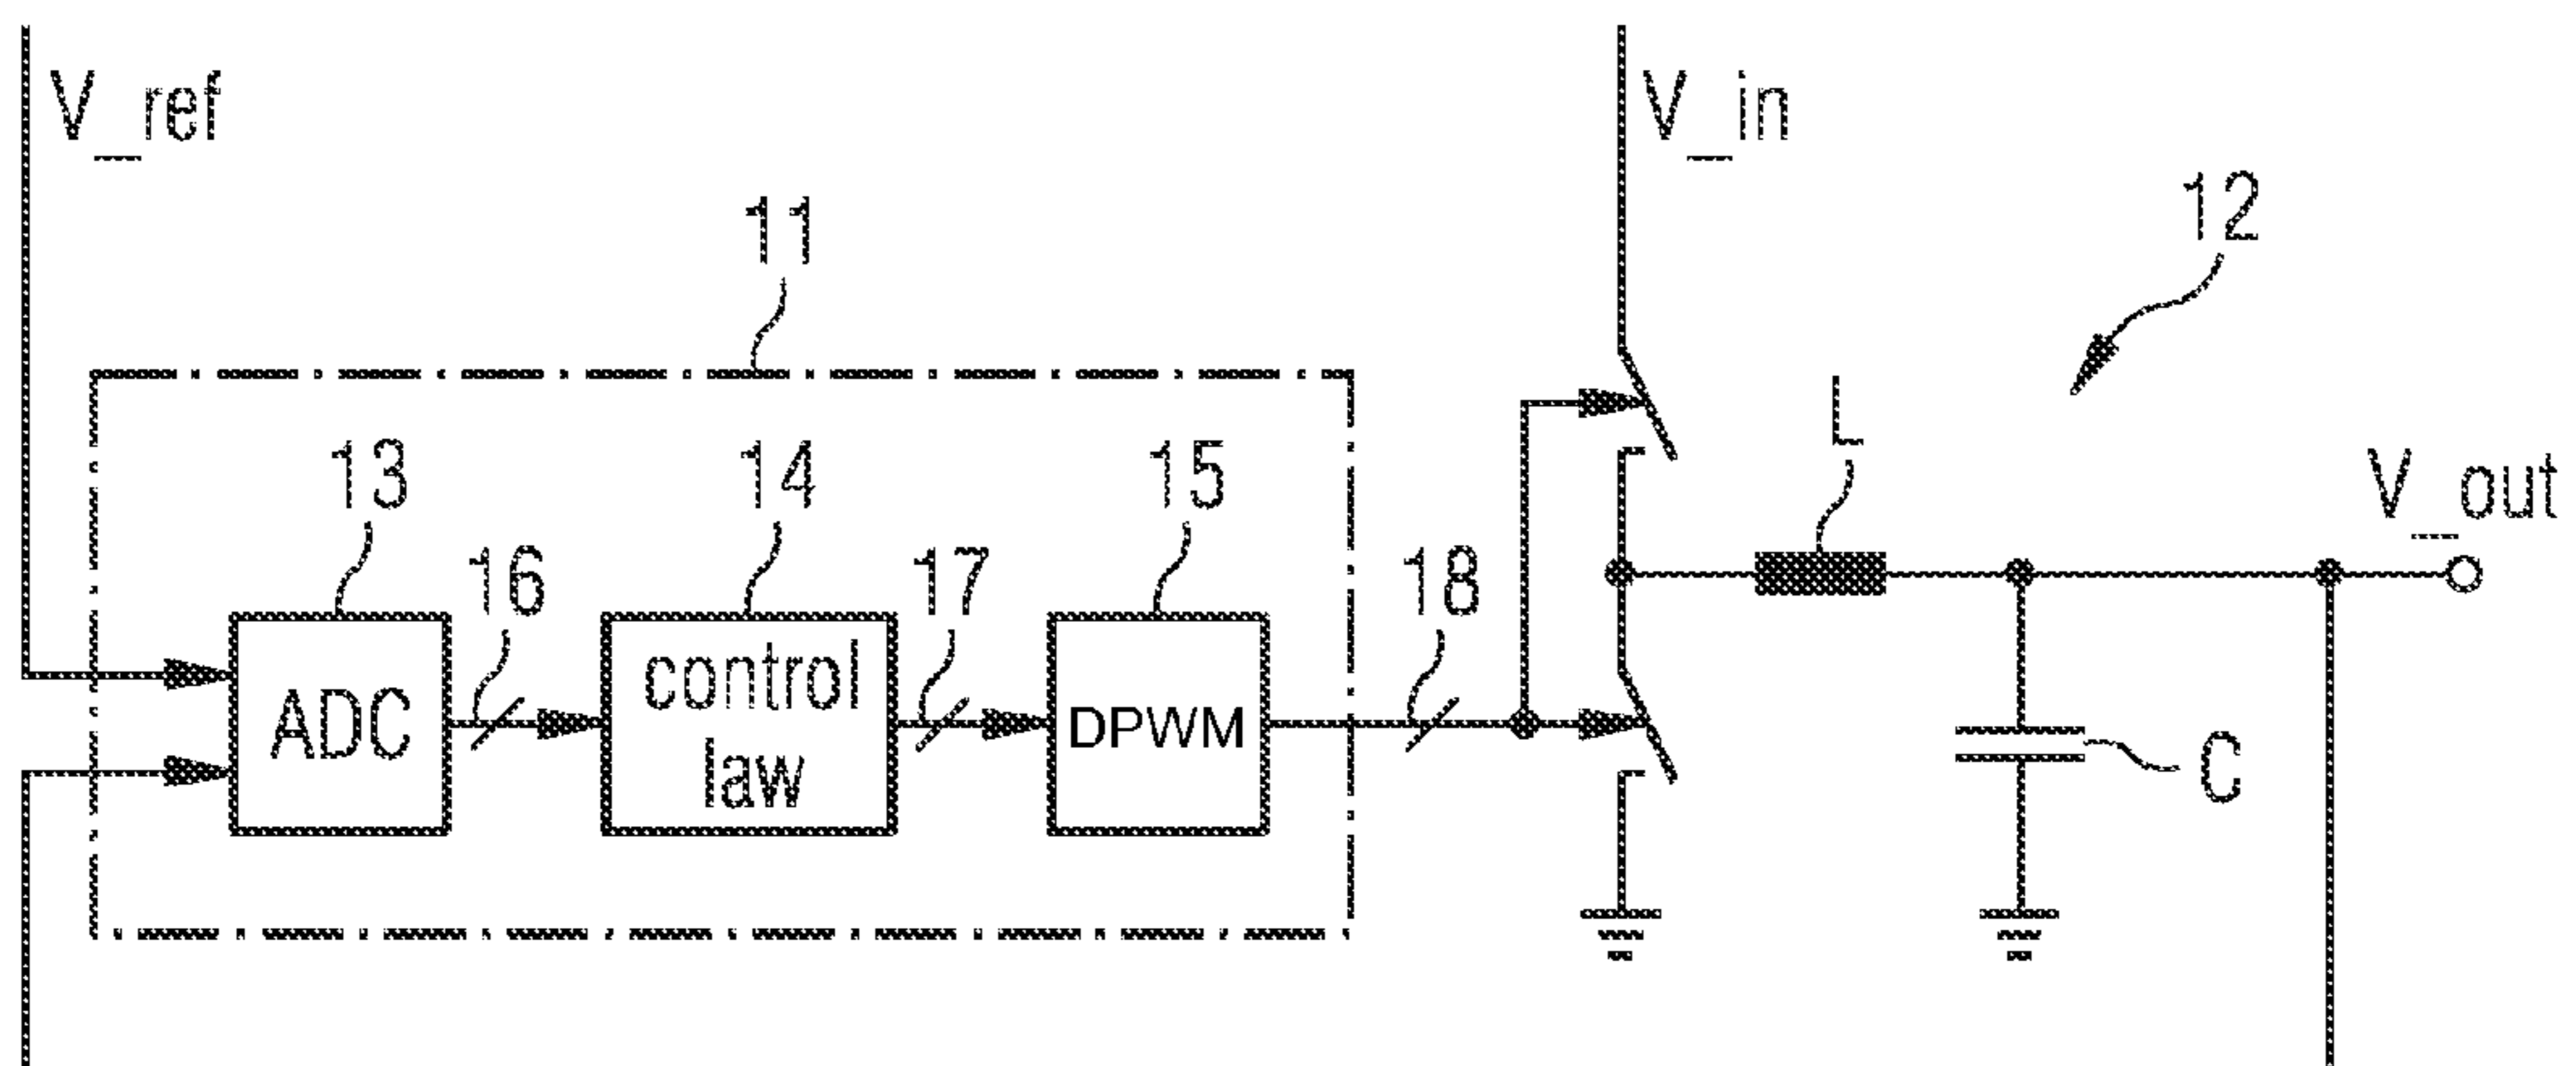 V_ref
V_in
11
12
13
14
15
L
V_out
16
17
18
ADC
control
law
DPWM
C